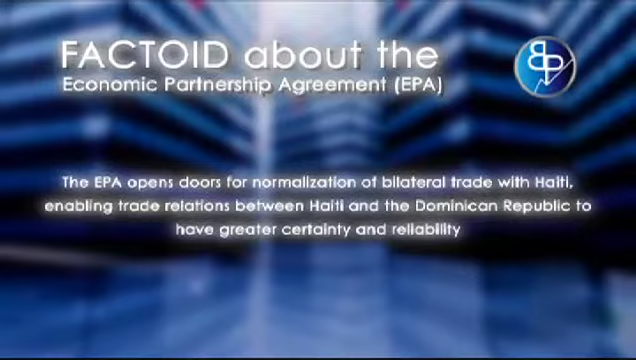 FACTOID about the
Economic Partnership Agreement (EPA)
The EPA opens doors for normalization of bilateral trade with Haiti,
enabling trade relations between Haiti and the Dominican Republic to
have greater certainty and reliability